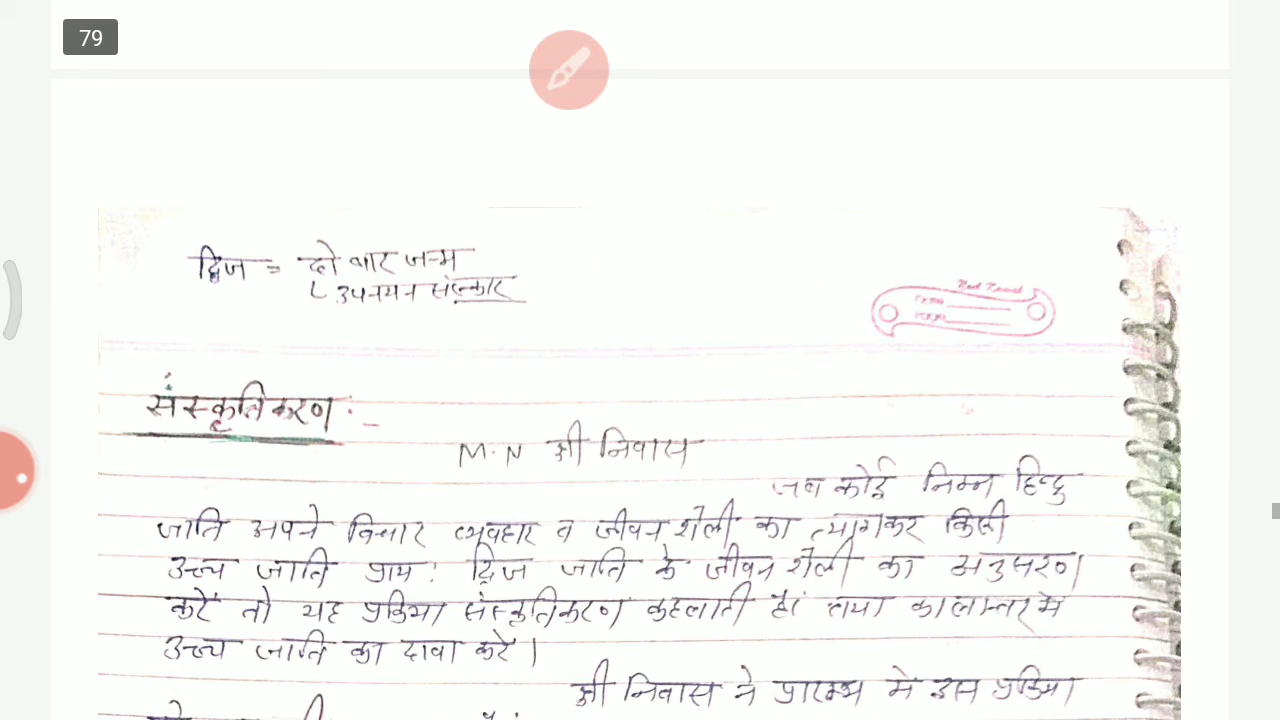 79
द्विज = दो बार जन्म
↳ उपनयन संस्कार
संस्कृतिकरण :-
M.N श्री निवास
जब कोई निम्न हिन्दु
जाति अपने विचार व्यवहार व जीवन शैली का त्यागकर किसी
उच्च जाति प्रायः द्विज जाति के जीवन शैली का अनुसरण
करें तो यह प्रक्रिया संस्कृतिकरण कहलाती है। तथा कालान्तर मे
उच्च जाति का दावा करें।
श्री निवास ने प्रारम्भ मे इस प्रक्रिया